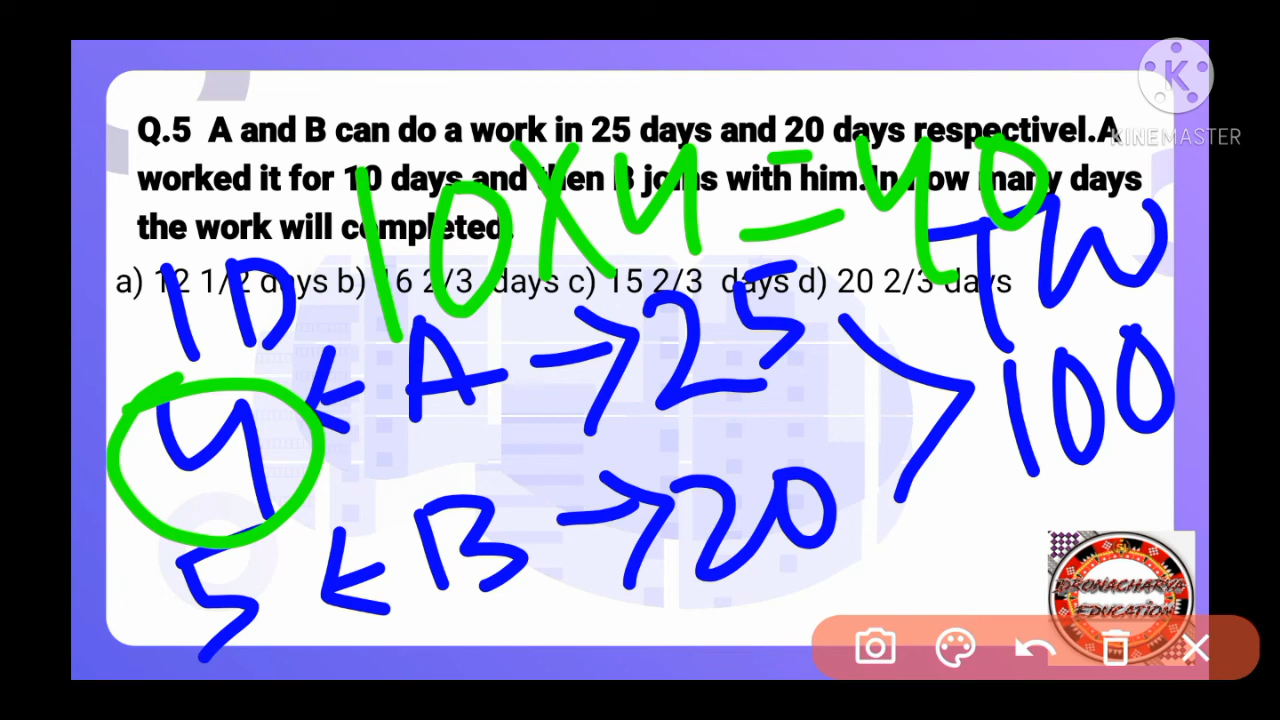 Q.5 A and B can do a work in 25 days and 20 days respectivel.A
worked it for 10 days and then B joins with him.In how many days
the work will completed.
a) 12 1/2 days b) 16 2/3 days c) 15 2/3 days d) 20 2/3 days
10 X 4 = 40
1D
TW
4 ← A → 25
100
5 ← B → 20
K
KINEMASTER
DRONACHARYA
EDUCATION